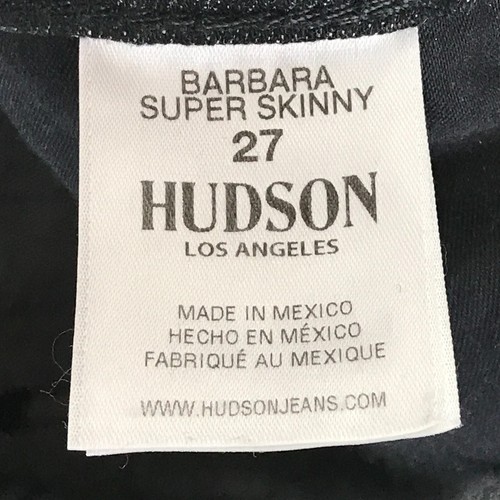 BARBARA
SUPER SKINNY
27
HUDSON
LOS ANGELES
MADE IN MEXICO
HECHO EN MÉXICO
FABRIQUÉ AU MEXIQUE
WWW.HUDSONJEANS.COM